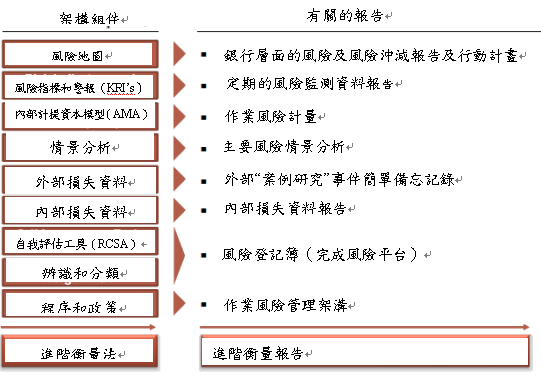 架構組件
有關的報告
風險地圖
銀行層面的風險及風險沖減報告及行動計畫
風險指標和警報（KRI's）
定期的風險監測資料報告
內部計提資本模型(AMA)
作業風險計量
情景分析
主要風險情景分析
外部損失資料
外部“案例研究”事件簡單備忘記錄
內部損失資料
內部損失資料報告
自我評估工具(RCSA)
風險登記簿（完成風險平台）
辨識和分類
程序和政策
作業風險管理架溝
進階衡量法
進階衡量報告